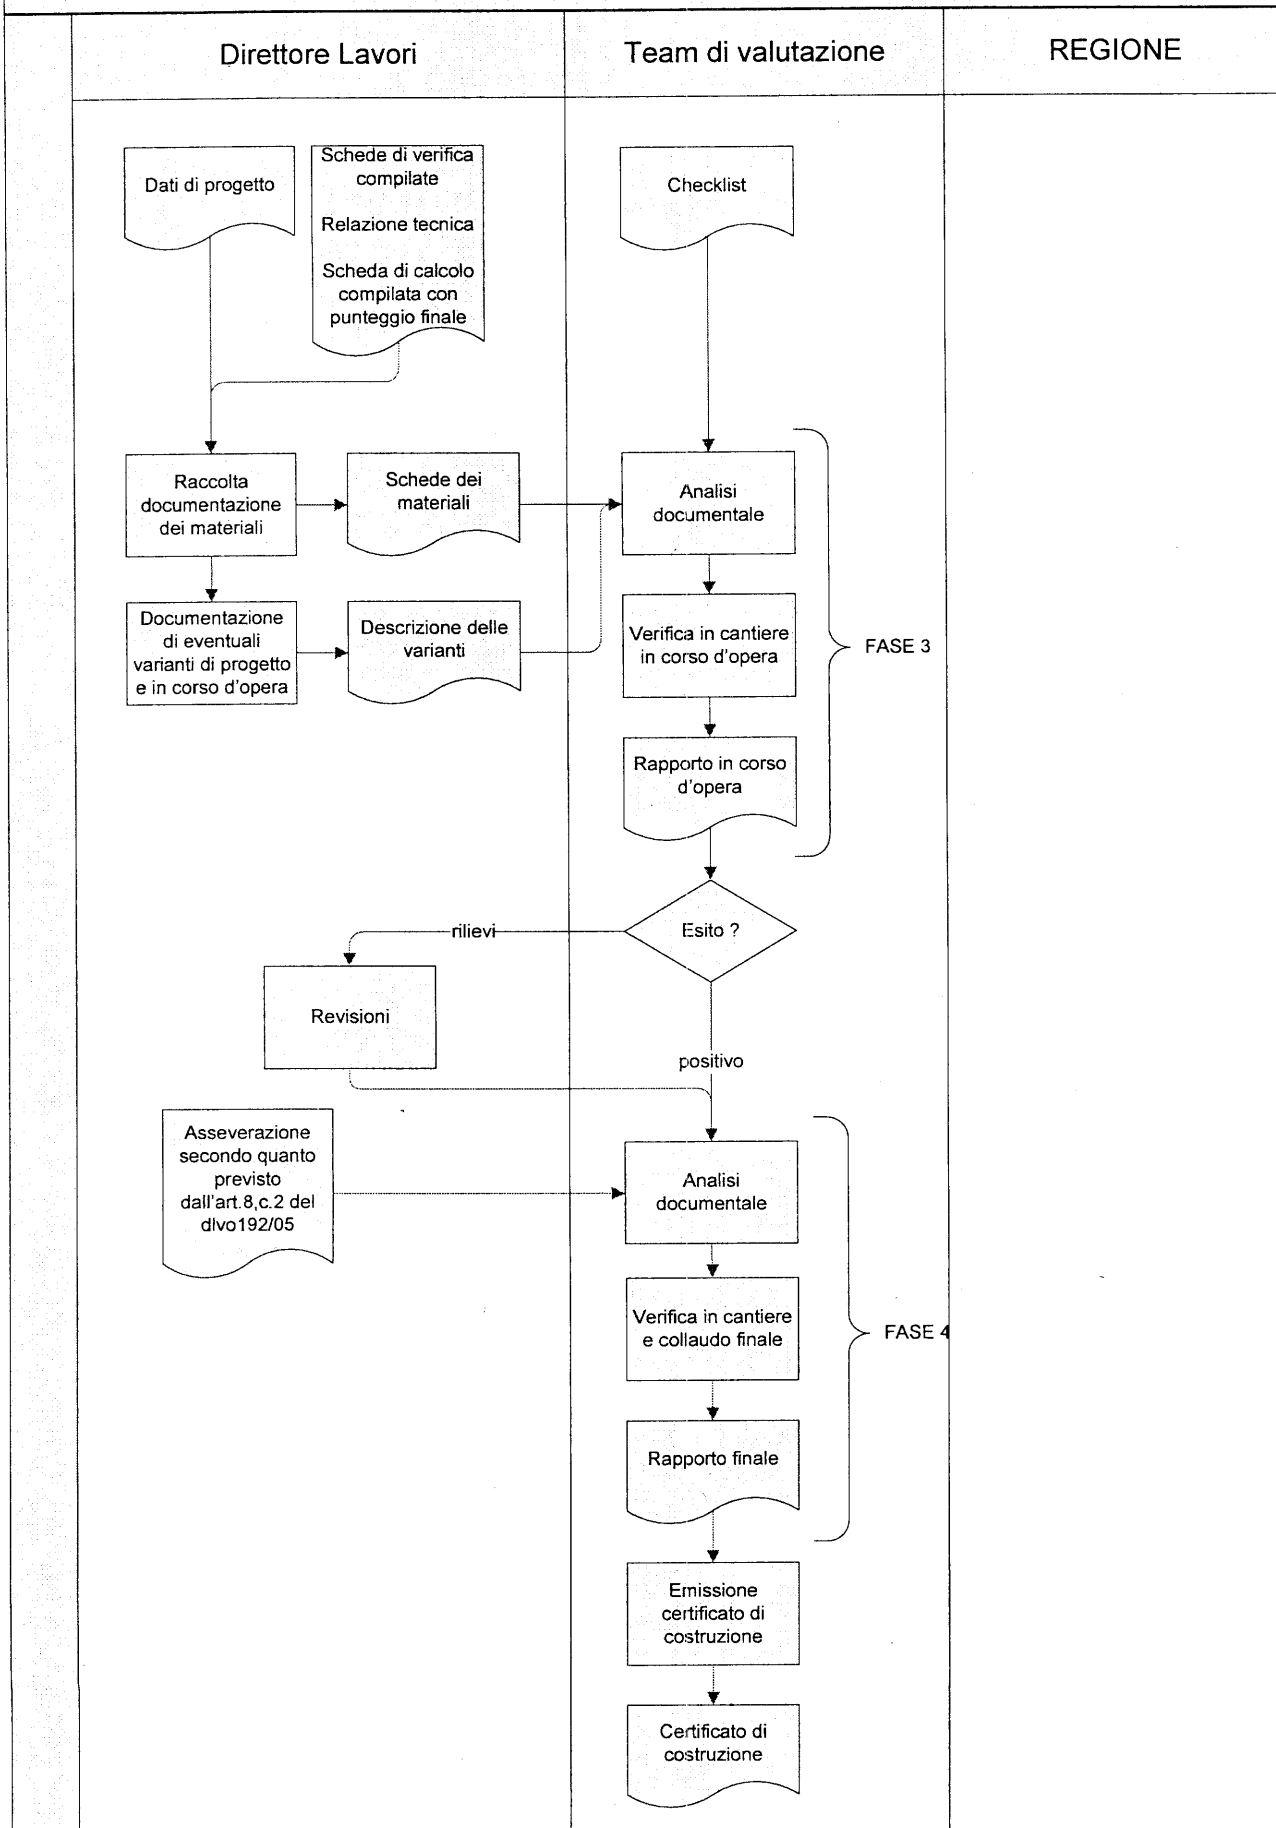 Direttore Lavori
Team di valutazione
REGIONE
Dati di progetto
Schede di verifica
compilate
Relazione tecnica
Scheda di calcolo
compilata con
punteggio finale
Checklist
Raccolta
documentazione
dei materiali
Schede dei
materiali
Analisi
documentale
Documentazione
di eventuali
varianti di progetto
e in corso d'opera
Descrizione delle
varianti
Verifica in cantiere
in corso d'opera
FASE 3
Rapporto in corso
d'opera
Esito ?
rilievi
Revisioni
positivo
Asseverazione
secondo quanto
previsto
dall'art.8,c.2 del
dlvo192/05
Analisi
documentale
Verifica in cantiere
e collaudo finale
FASE 4
Rapporto finale
Emissione
certificato di
costruzione
Certificato di
costruzione